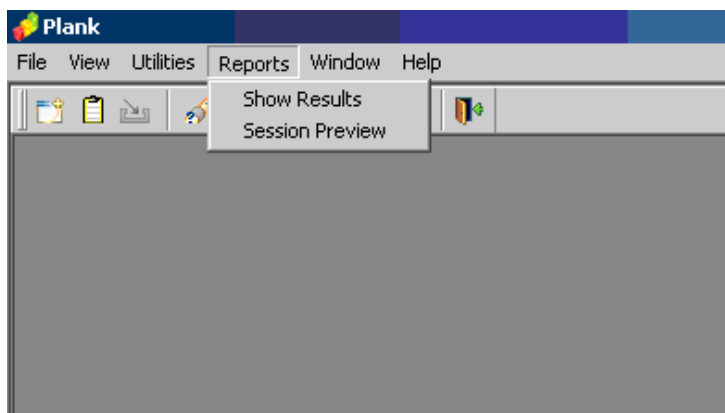 Plank
File View Utilities Reports Window Help
Show Results
Session Preview